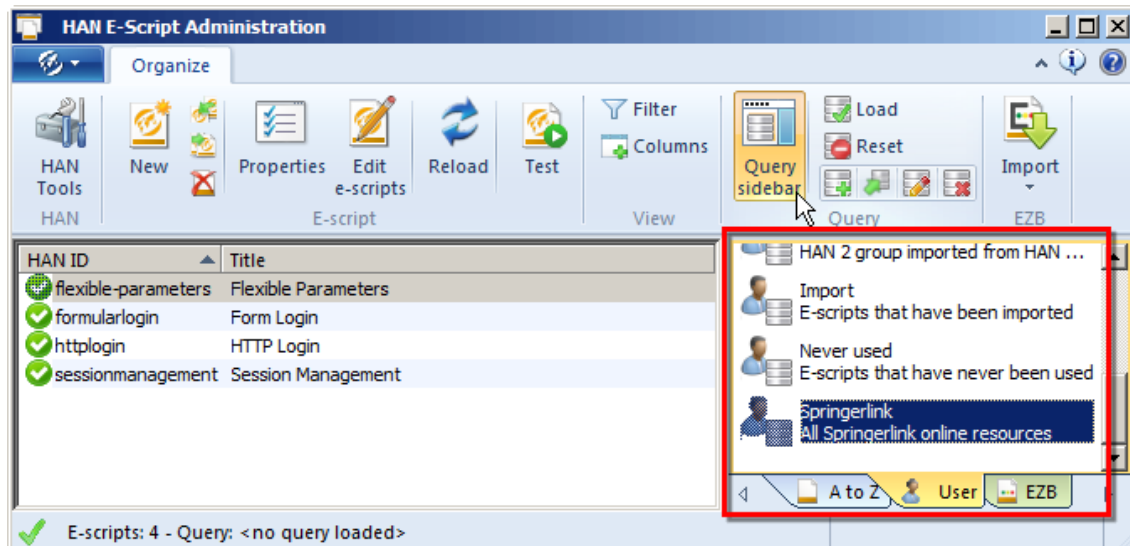 HAN E-Script Administration
Organize
HAN
Tools
New
Properties
Edit
e-scripts
Reload
Test
Filter
Columns
Query
sidebar
Load
Reset
Import
HAN
E-script
View
Query
EZB
HAN ID
Title
flexible-parameters Flexible Parameters
formularlogin Form Login
httplogin HTTP Login
sessionmanagement Session Management
HAN 2 group imported from HAN ...
Import
E-scripts that have been imported
Never used
E-scripts that have never been used
Springerlink
All Springerlink online resources
A to Z
User
EZB
E-scripts: 4 - Query: <no query loaded>